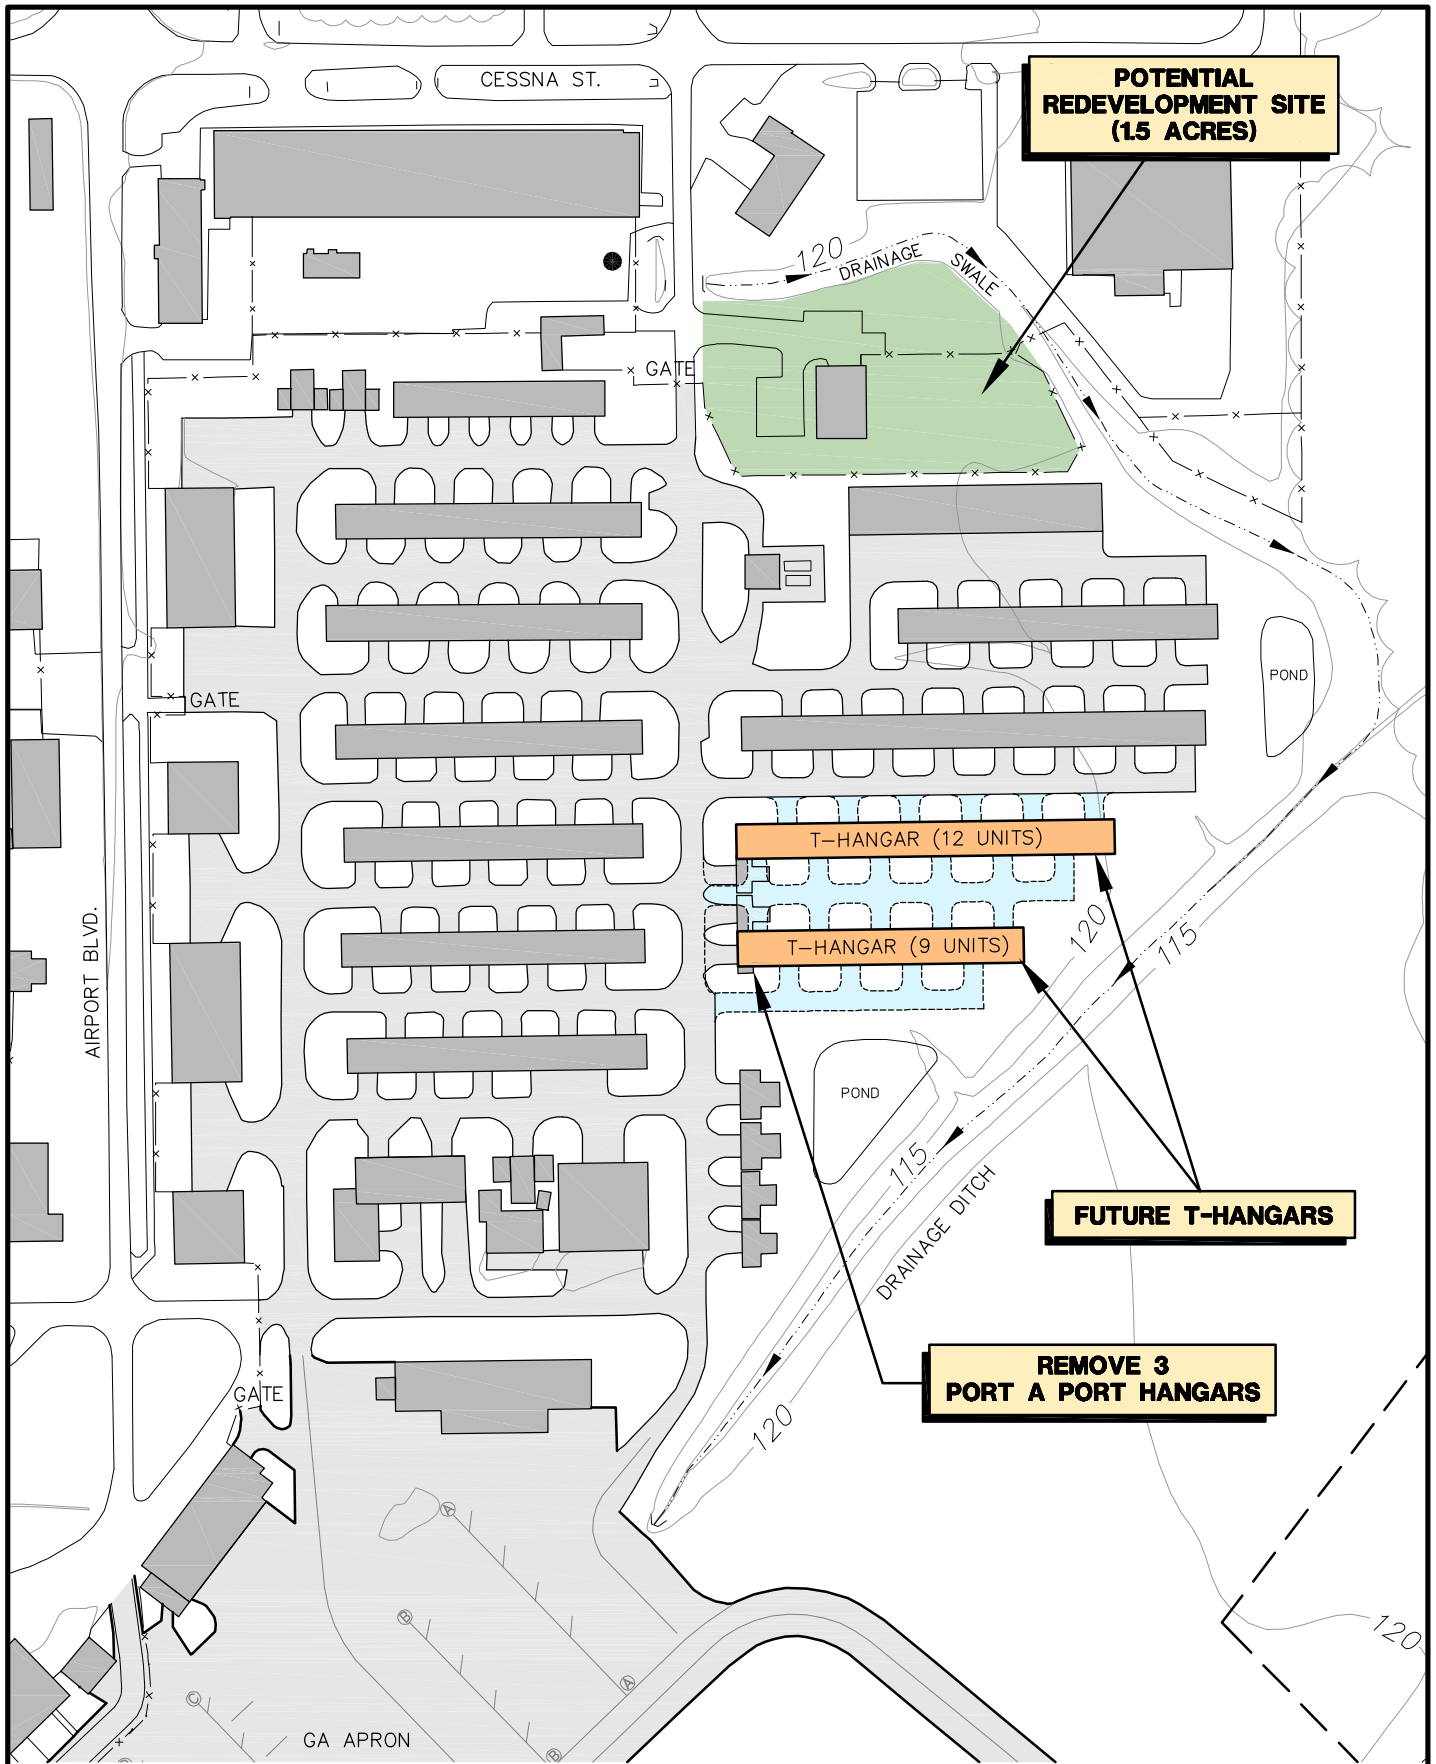 CESSNA ST.
POTENTIAL
REDEVELOPMENT SITE
(1.5 ACRES)
120
DRAINAGE
SWALE
GATE
GATE
POND
T-HANGAR (12 UNITS)
T-HANGAR (9 UNITS)
120
115
AIRPORT BLVD.
POND
115
DRAINAGE DITCH
FUTURE T-HANGARS
REMOVE 3
PORT A PORT HANGARS
GATE
120
A
B
A
120
C
GA APRON
B